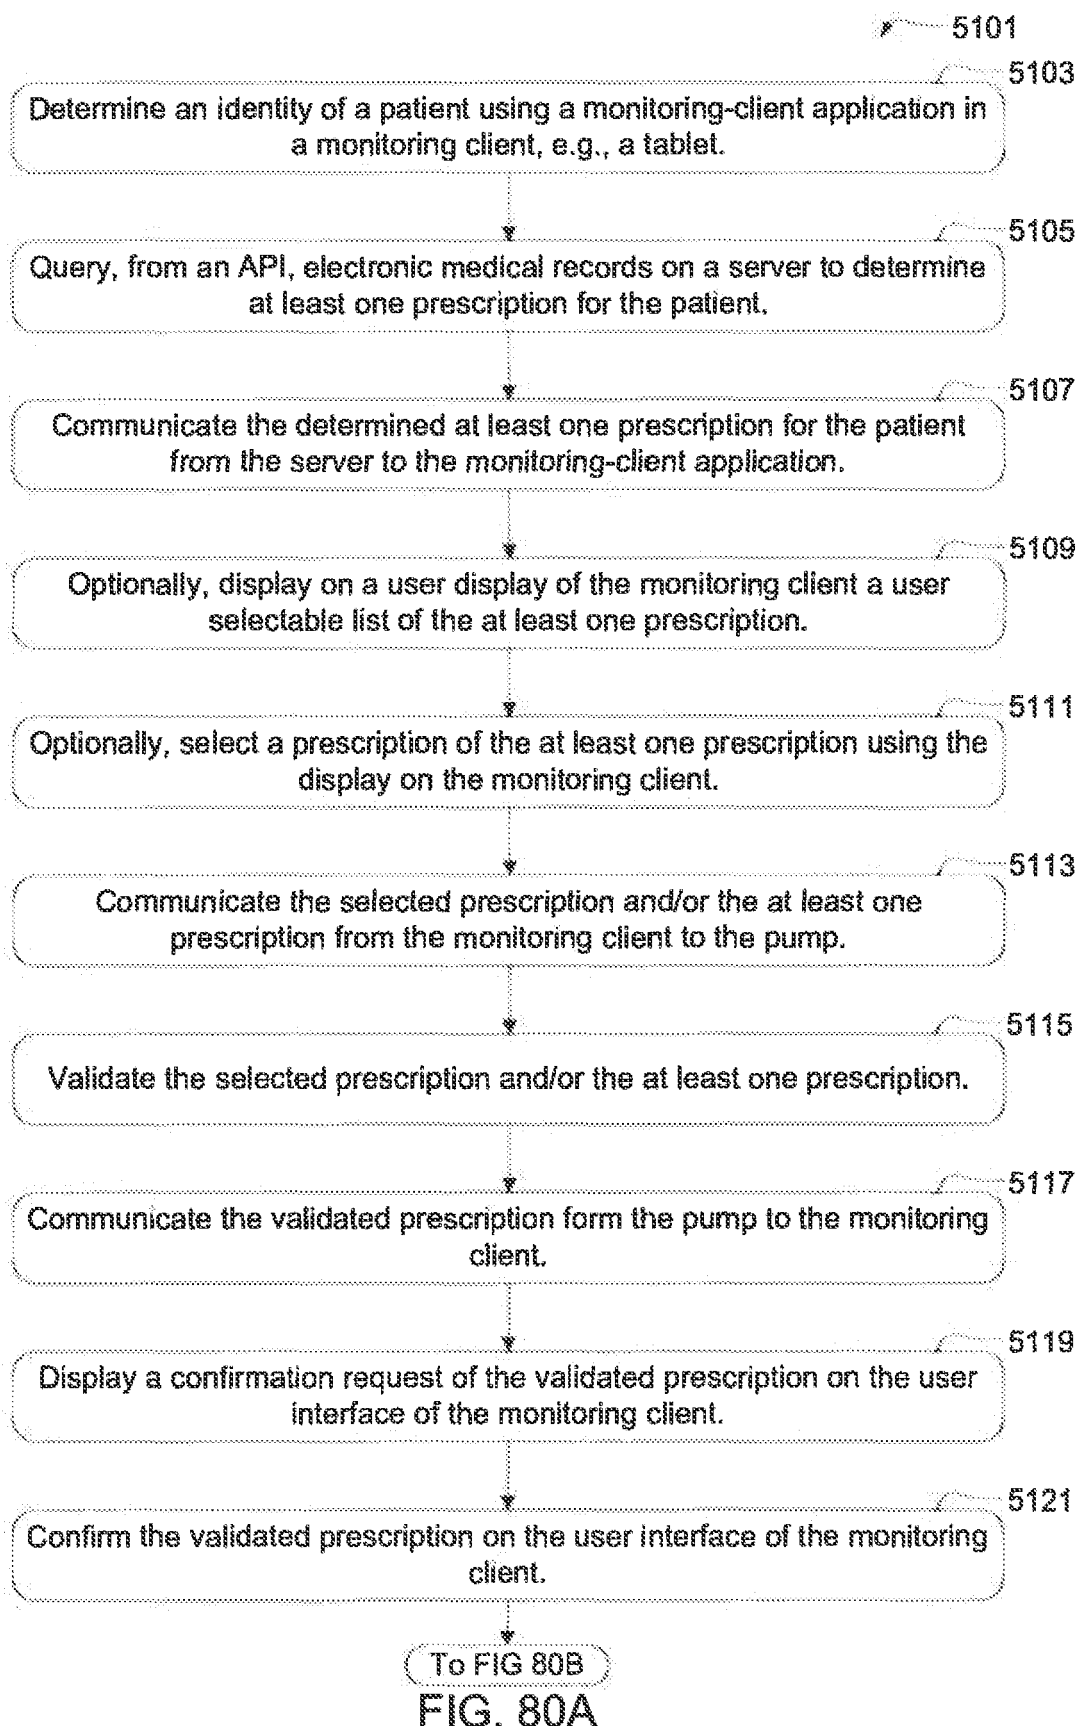 5101
5103
Determine an identity of a patient using a monitoring-client application in
a monitoring client, e.g., a tablet.
5105
Query, from an API, electronic medical records on a server to determine
at least one prescription for the patient.
5107
Communicate the determined at least one prescription for the patient
from the server to the monitoring-client application.
5109
Optionally, display on a user display of the monitoring client a user
selectable list of the at least one prescription.
5111
Optionally, select a prescription of the at least one prescription using the
display on the monitoring client.
5113
Communicate the selected prescription and/or the at least one
prescription from the monitoring client to the pump.
5115
Validate the selected prescription and/or the at least one prescription.
5117
Communicate the validated prescription form the pump to the monitoring
client.
5119
Display a confirmation request of the validated prescription on the user
interface of the monitoring client.
5121
Confirm the validated prescription on the user interface of the monitoring
client.
To FIG 80B
FIG. 80A